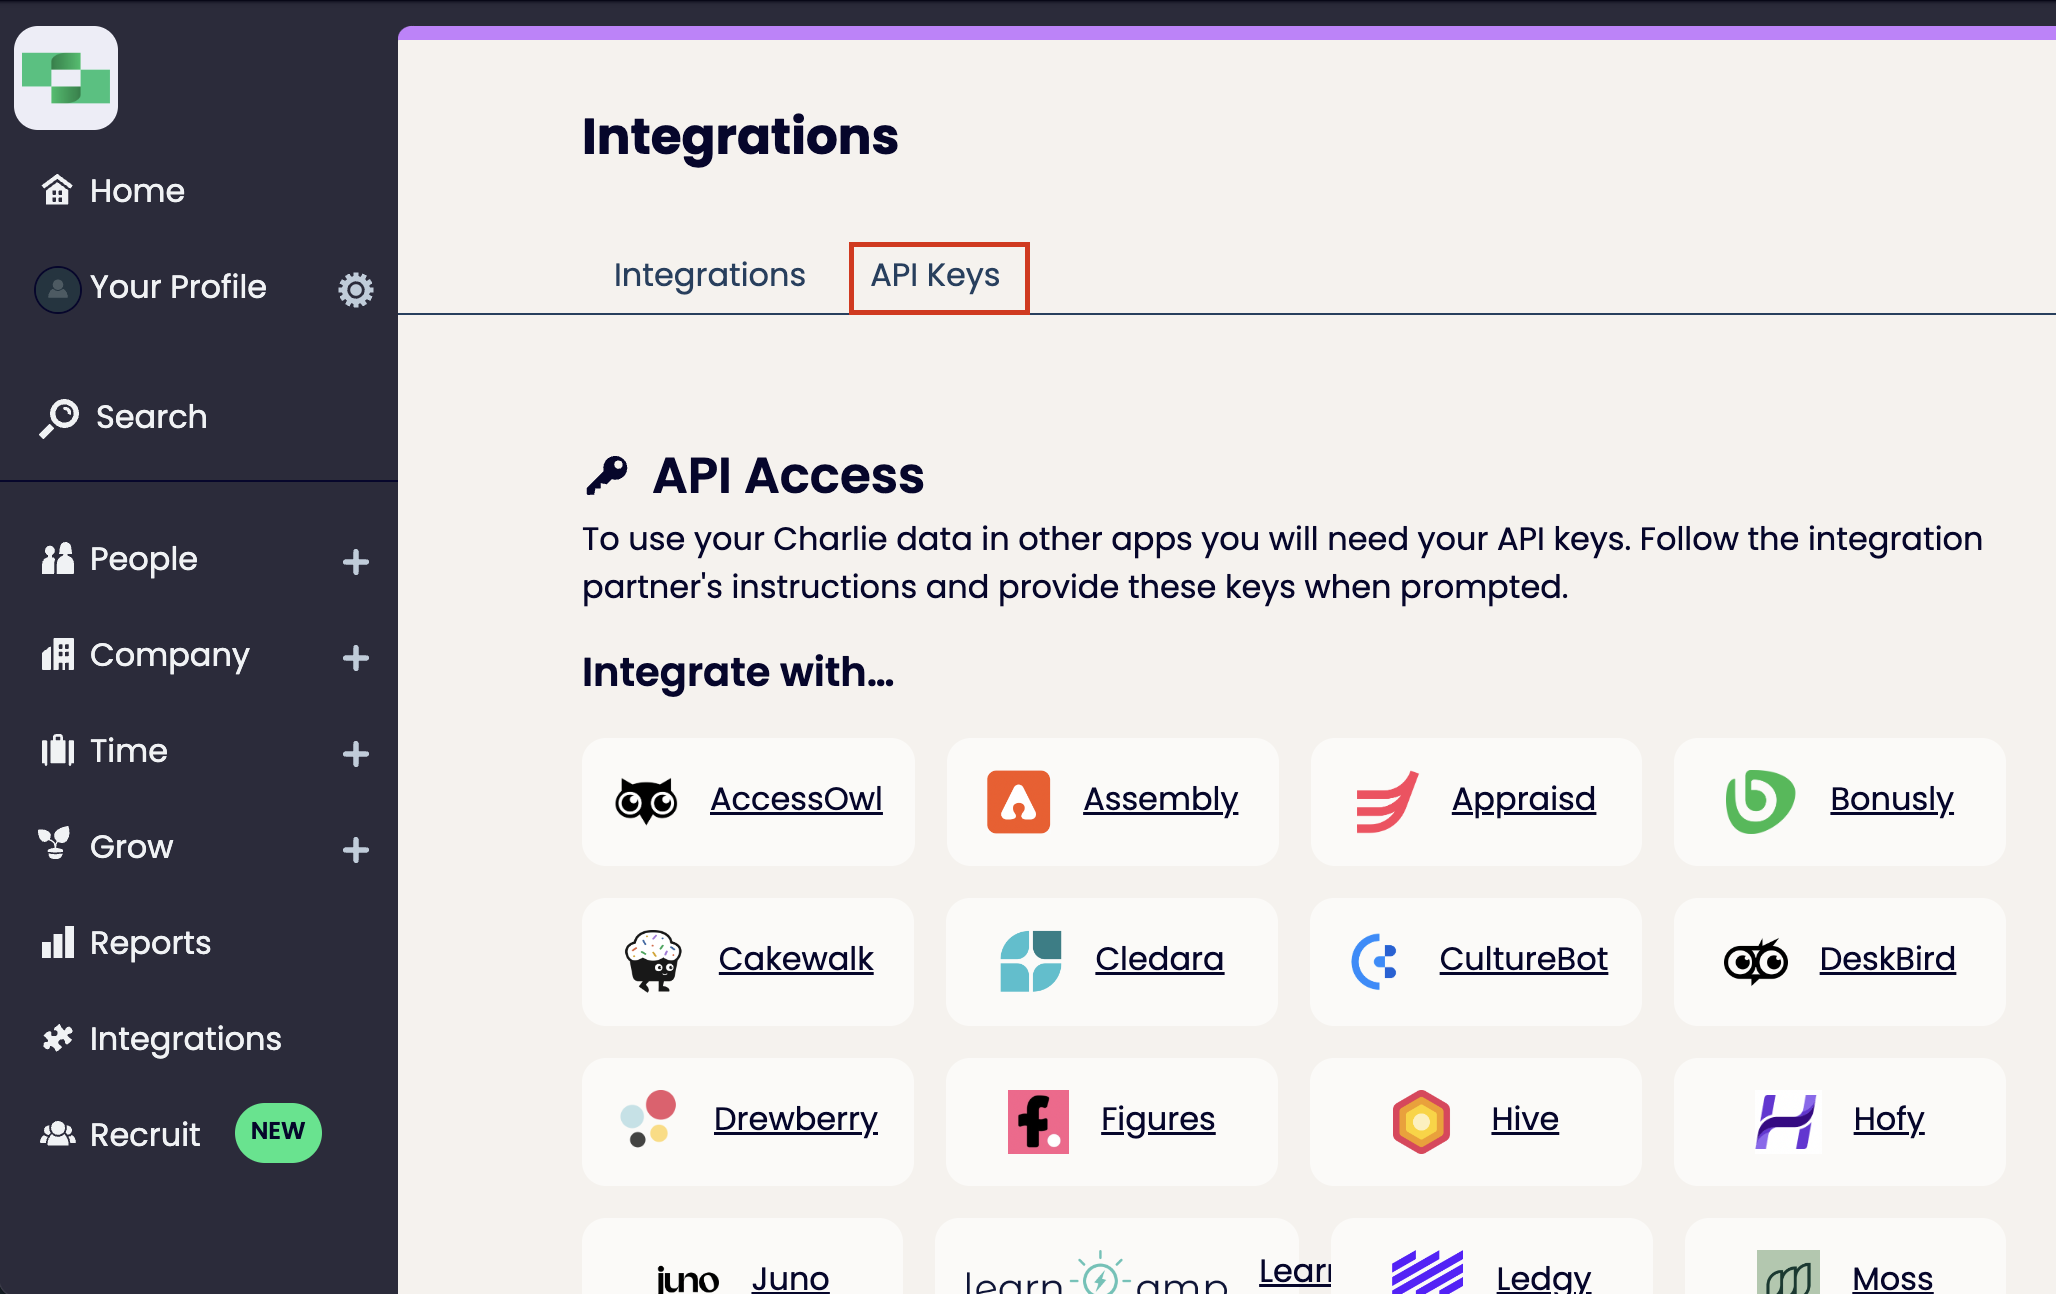 Integrations
Home
Your Profile
Integrations
API Keys
Search
API Access
To use your Charlie data in other apps you will need your API keys. Follow the integration
partner's instructions and provide these keys when prompted.
People
Company
Integrate with...
Time
Grow
Reports
Integrations
Recruit
NEW
AccessOwl
Assembly
Appraisd
Bonusly
Cakewalk
Cledara
CultureBot
DeskBird
Drewberry
f. Figures
Hive
Hofy
juno Juno
learn amp Learn
Ledgy
Moss